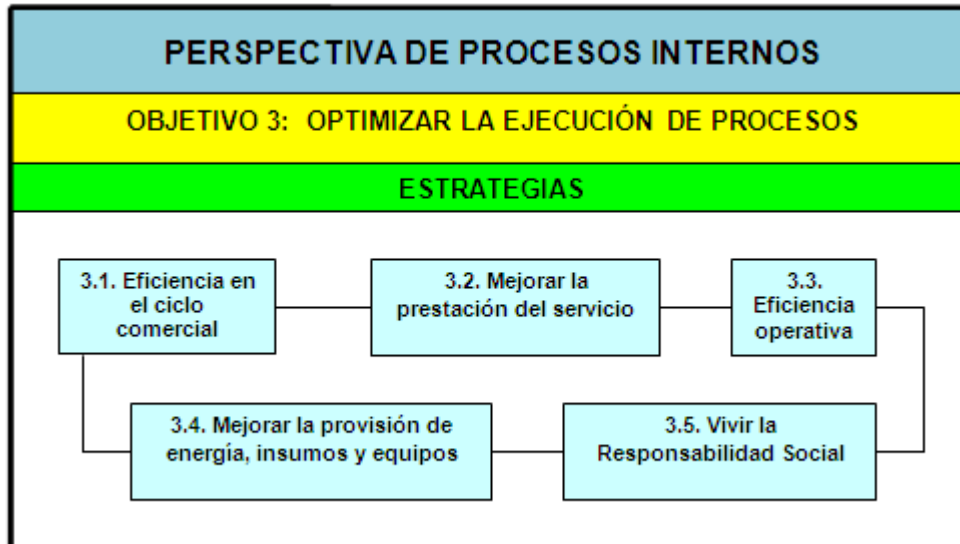 PERSPECTIVA DE PROCESOS INTERNOS
OBJETIVO 3: OPTIMIZAR LA EJECUCIÓN DE PROCESOS
ESTRATEGIAS
3.1. Eficiencia en
el ciclo
comercial
3.2. Mejorar la
prestación del servicio
3.3.
Eficiencia
operativa
3.4. Mejorar la provisión de
energía, insumos y equipos
3.5. Vivir la
Responsabilidad Social